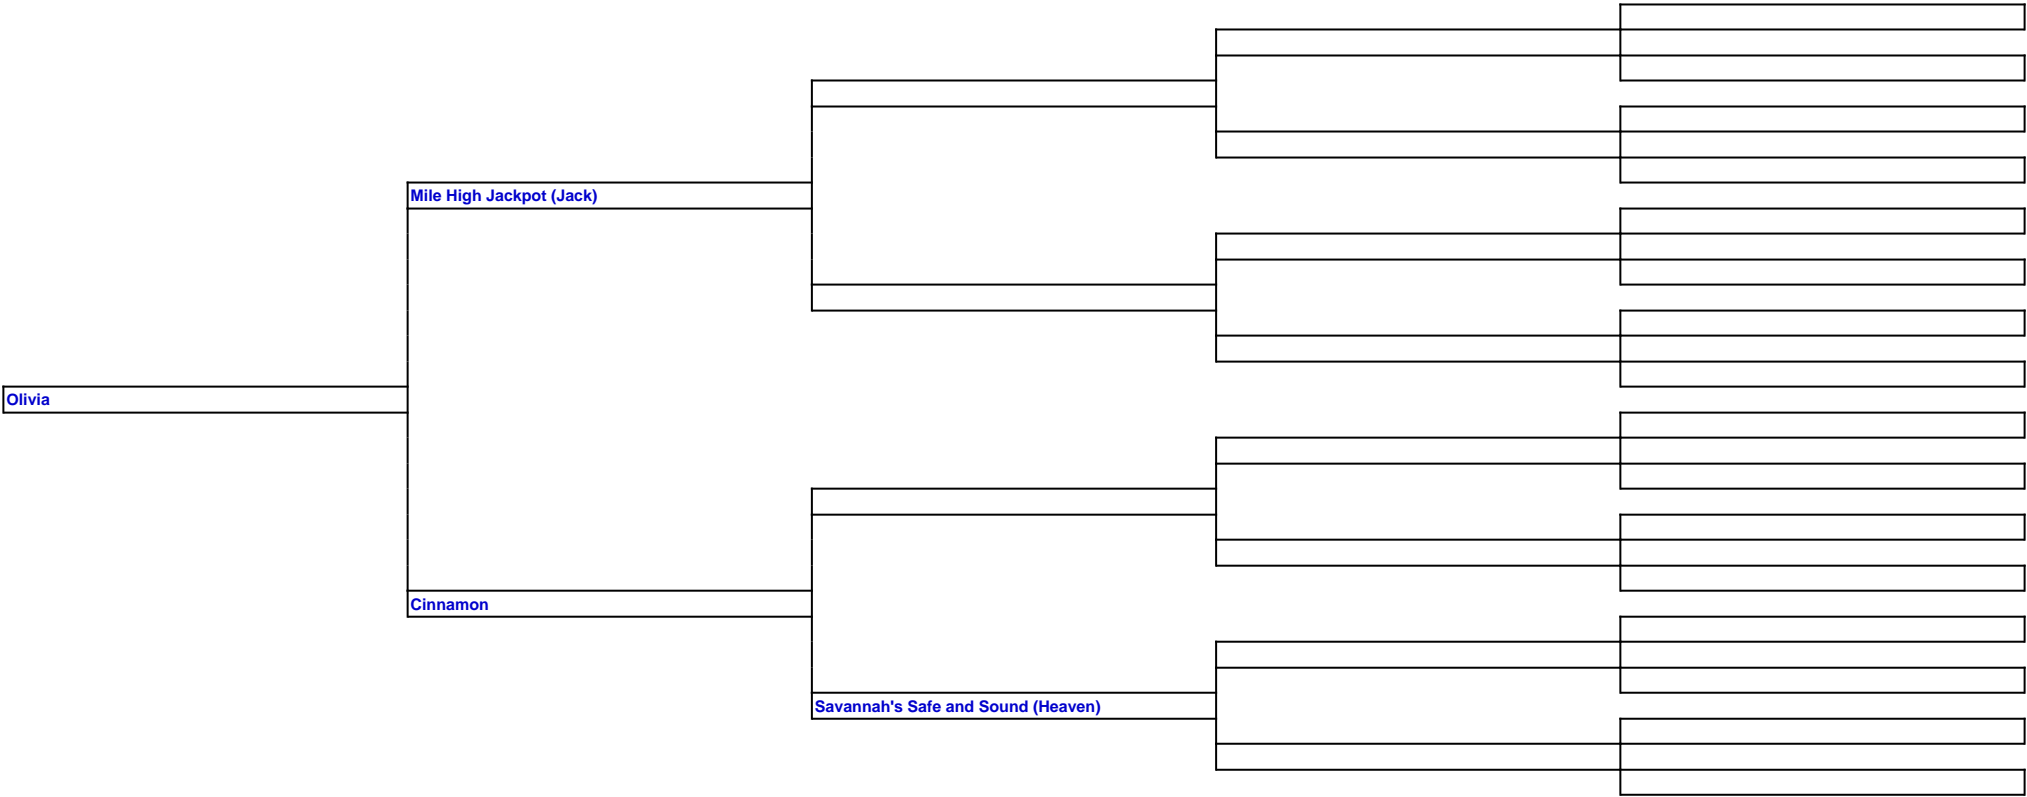 Mile High Jackpot (Jack)
Olivia
Cinnamon
Savannah's Safe and Sound (Heaven)